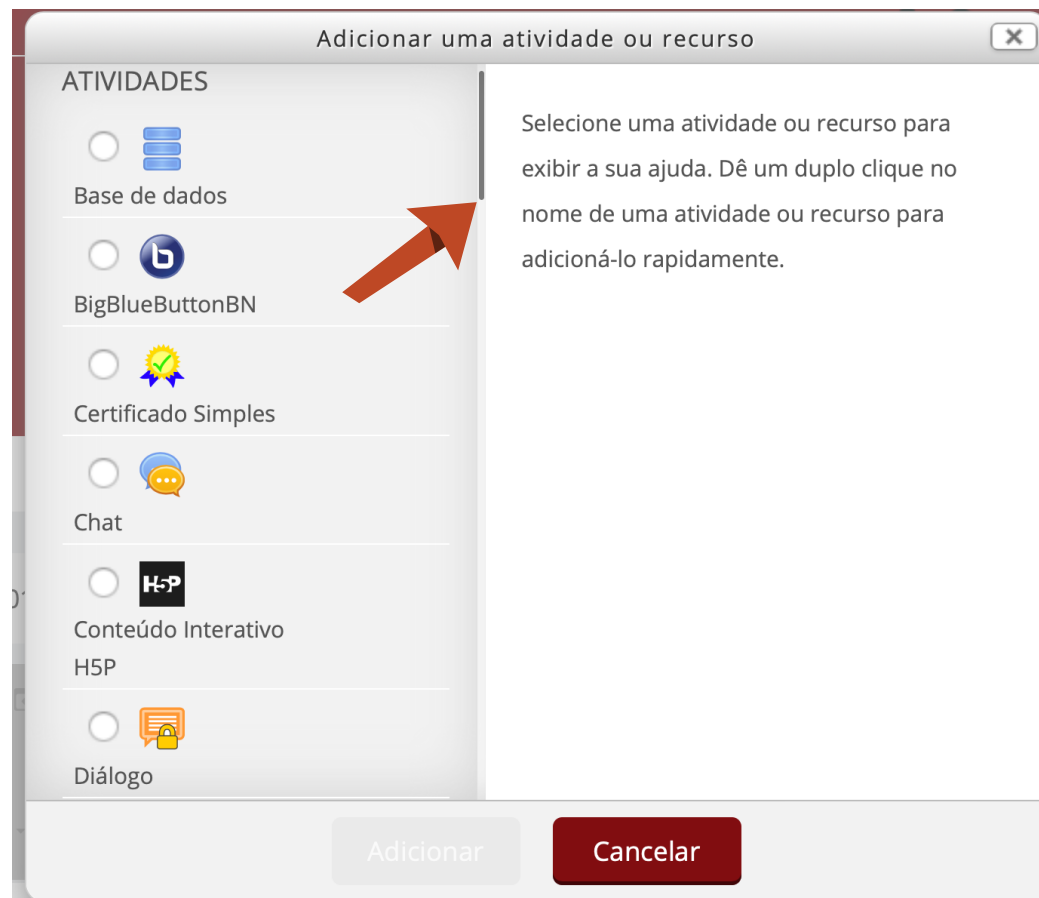 Adicionar uma atividade ou recurso
ATIVIDADES
Base de dados
BigBlueButtonBN
Certificado Simples
Chat
H5P
Conteúdo Interativo
H5P
Diálogo
Selecione uma atividade ou recurso para
exibir a sua ajuda. Dê um duplo clique no
nome de uma atividade ou recurso para
adicioná-lo rapidamente.
Adicionar
Cancelar